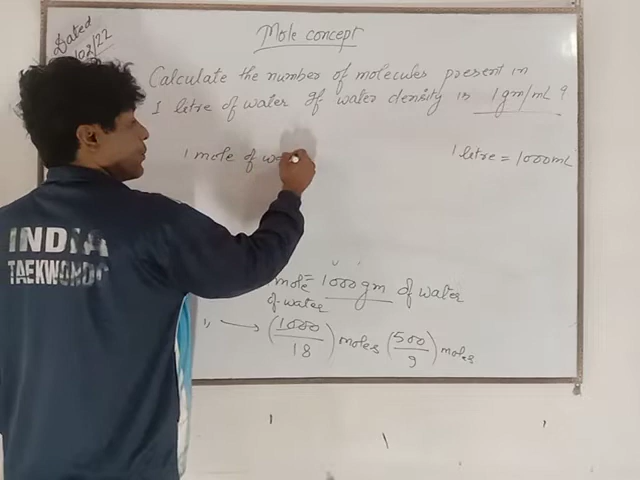 Mole concept
Dated
02/22
Calculate the number of molecules present in
1 litre of water If water density is 1gm/mL ?
1 mole of wa
1 litre = 1000mL
mole = 1000 gm of water
of water
,, → (1000/18) moles (500/9) moles
INDIA
TAEKWONDO